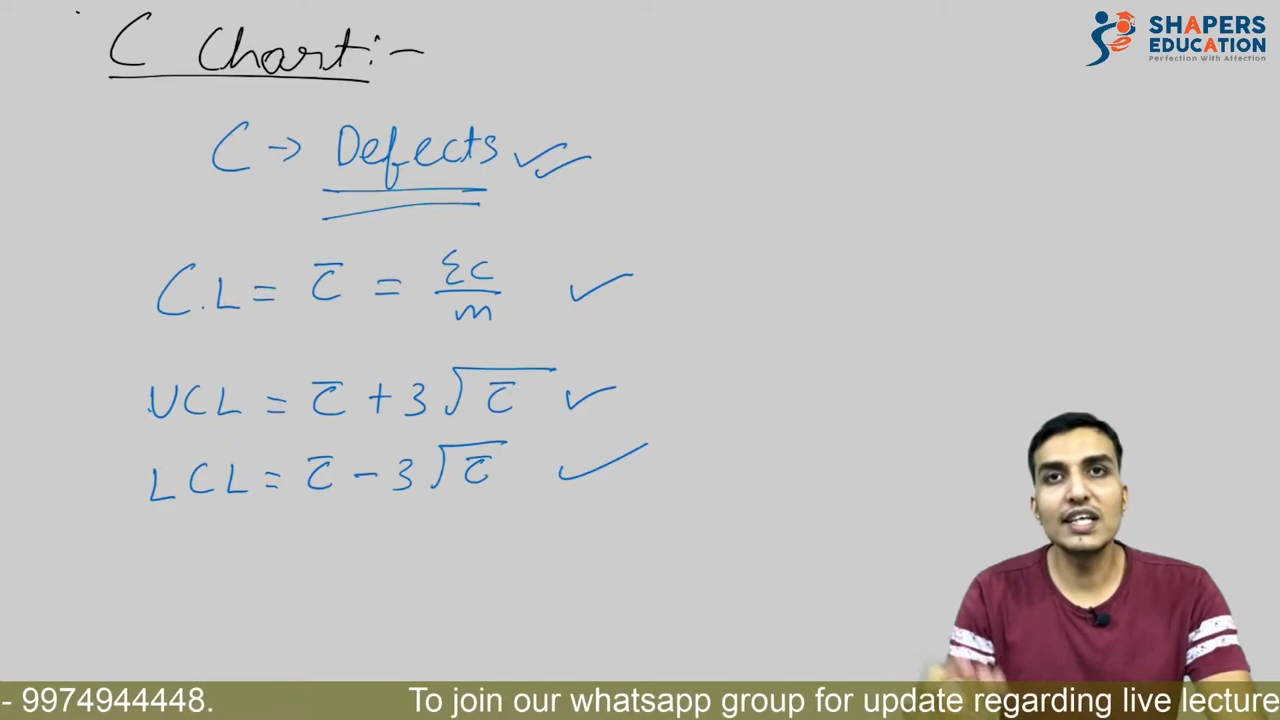 C Chart:-
SHAPERS
EDUCATION
Perfection With Affection
C → Defects
C.L = c̅ = Σc/m
UCL = c̅ + 3√c̅
LCL = c̅ - 3√c̅
- 9974944448. To join our whatsapp group for update regarding live lecture